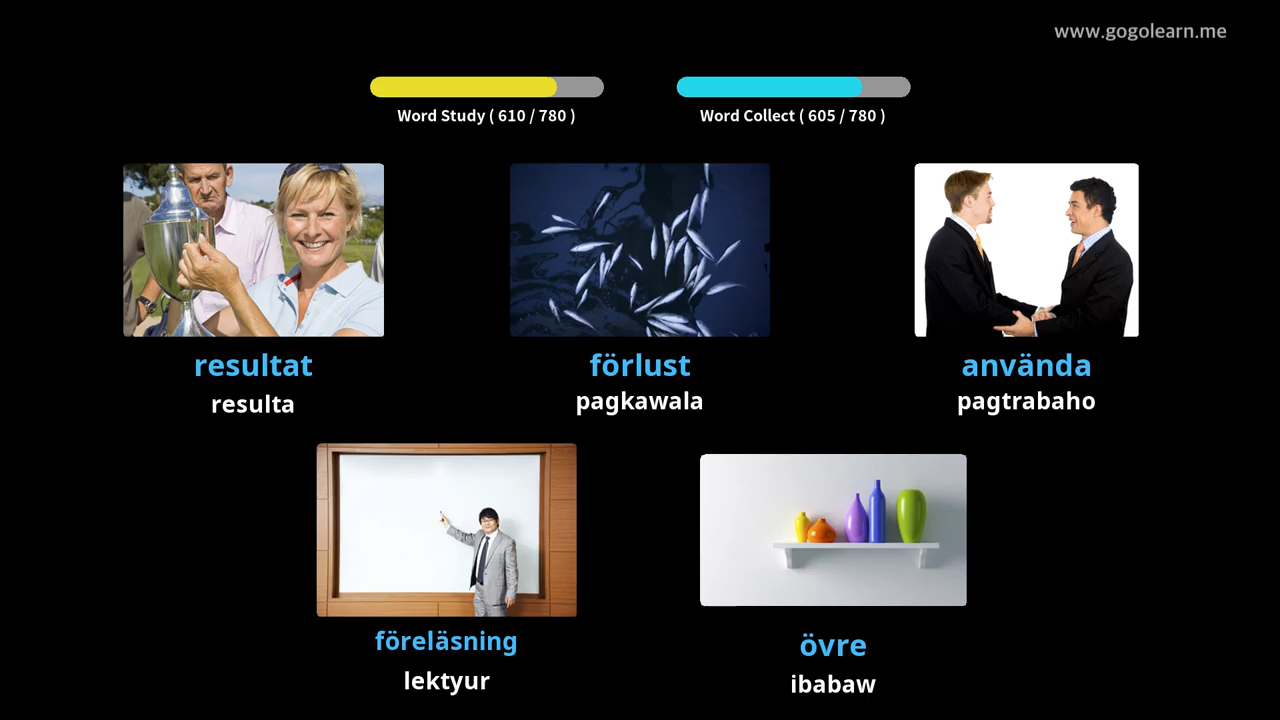 www.gogolearn.me
Word Study ( 610 / 780 )
Word Collect ( 605 / 780 )
resultat
resulta
förlust
pagkawala
använda
pagtrabaho
föreläsning
lektyur
övre
ibabaw